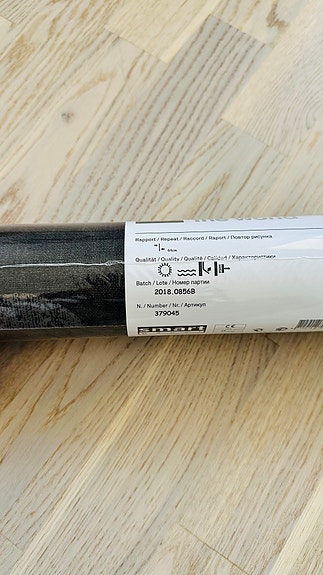 Rapport / Repeat / Raccord / Raport / Повтор рисунка
Qualität / Quality / Qualité / Calidad / Характеристики
Batch / Lote / Номер партии
2018.0856B
N. / Number / Nr. / Артикул
379045
smart
CE